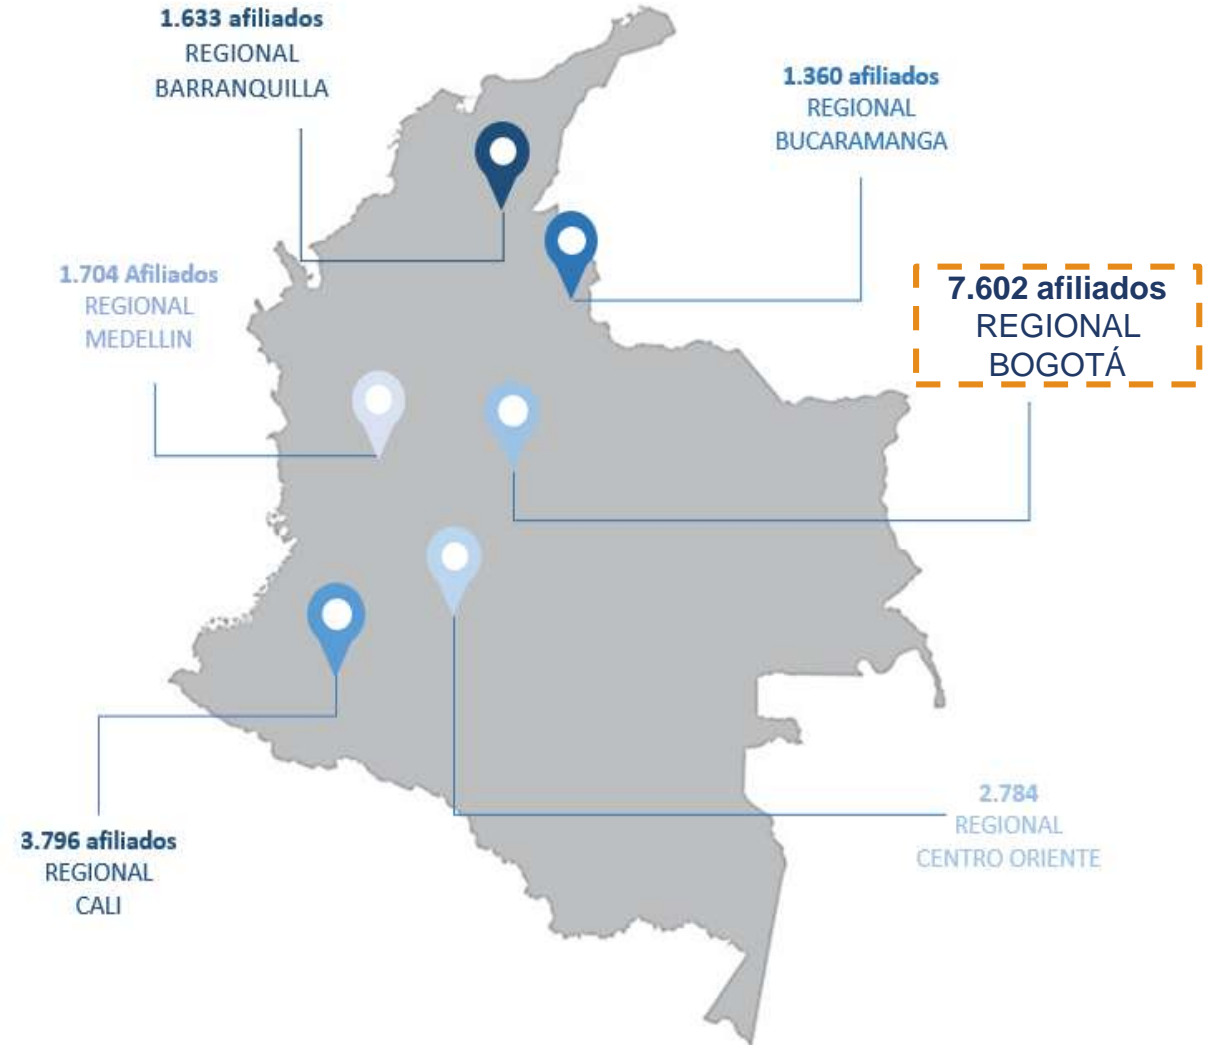 1.633 afiliados
REGIONAL
BARRANQUILLA
1.360 afiliados
REGIONAL
BUCARAMANGA
1.704 Afiliados
REGIONAL
MEDELLIN
7.602 afiliados
REGIONAL
BOGOTÁ
3.796 afiliados
REGIONAL
CALI
2.784
REGIONAL
CENTRO ORIENTE